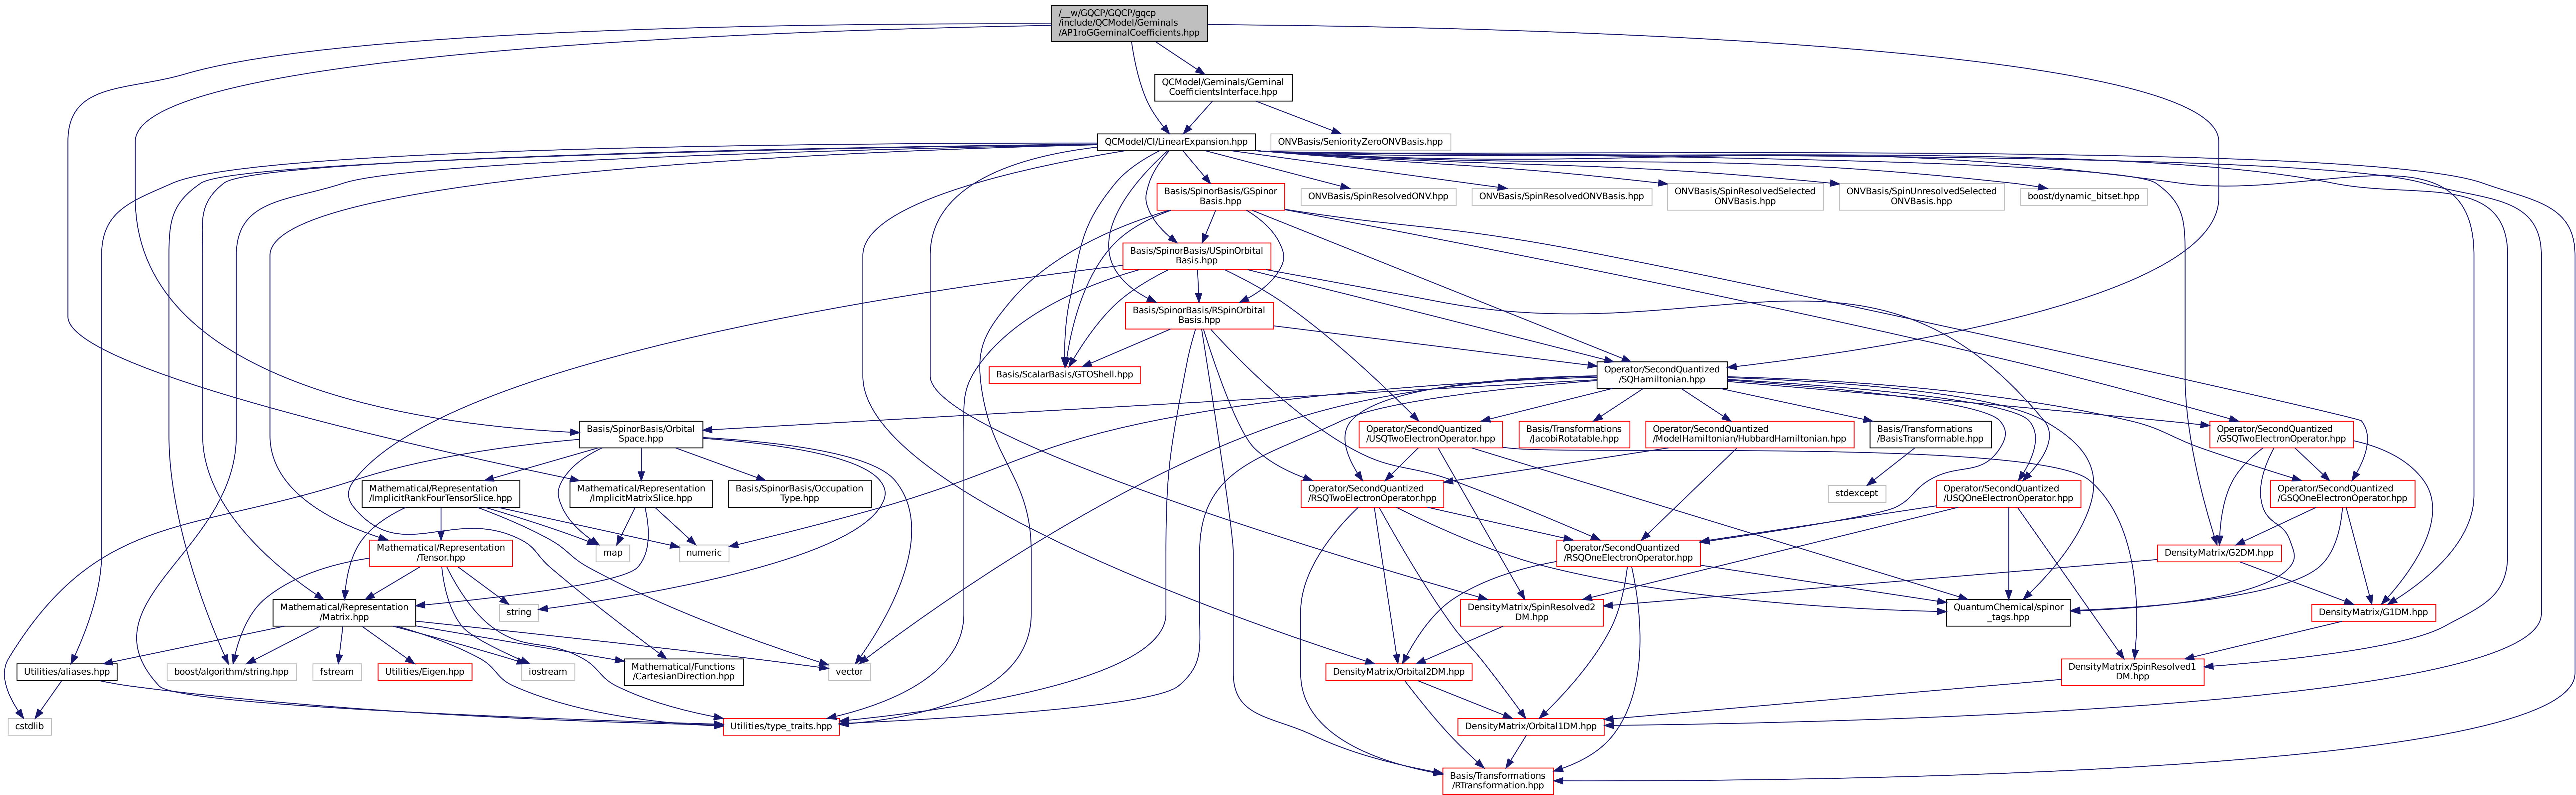 /__w/GQCP/GQCP/gqcp
/include/QCModel/Geminals
/AP1roGGeminalCoefficients.hpp
QCModel/Geminals/Geminal
CoefficientsInterface.hpp
QCModel/CI/LinearExpansion.hpp
ONVBasis/SeniorityZeroONVBasis.hpp
Basis/SpinorBasis/GSpinor
Basis.hpp
ONVBasis/SpinResolvedONV.hpp
ONVBasis/SpinResolvedONVBasis.hpp
ONVBasis/SpinResolvedSelected
ONVBasis.hpp
ONVBasis/SpinUnresolvedSelected
ONVBasis.hpp
boost/dynamic_bitset.hpp
Basis/SpinorBasis/USpinOrbital
Basis.hpp
Basis/SpinorBasis/RSpinOrbital
Basis.hpp
Basis/ScalarBasis/GTOShell.hpp
Operator/SecondQuantized
/SQHamiltonian.hpp
Basis/SpinorBasis/Orbital
Space.hpp
Operator/SecondQuantized
/USQTwoElectronOperator.hpp
Basis/Transformations
/JacobiRotatable.hpp
Operator/SecondQuantized
/ModelHamiltonian/HubbardHamiltonian.hpp
Basis/Transformations
/BasisTransformable.hpp
Operator/SecondQuantized
/GSQTwoElectronOperator.hpp
Mathematical/Representation
/ImplicitRankFourTensorSlice.hpp
Mathematical/Representation
/ImplicitMatrixSlice.hpp
Basis/SpinorBasis/Occupation
Type.hpp
Operator/SecondQuantized
/RSQTwoElectronOperator.hpp
stdexcept
Operator/SecondQuantized
/USQOneElectronOperator.hpp
Operator/SecondQuantized
/GSQOneElectronOperator.hpp
Mathematical/Representation
/Tensor.hpp
map
numeric
Operator/SecondQuantized
/RSQOneElectronOperator.hpp
DensityMatrix/G2DM.hpp
Mathematical/Representation
/Matrix.hpp
string
DensityMatrix/SpinResolved2
DM.hpp
QuantumChemical/spinor
_tags.hpp
DensityMatrix/G1DM.hpp
Utilities/aliases.hpp
boost/algorithm/string.hpp
fstream
Utilities/Eigen.hpp
iostream
Mathematical/Functions
/CartesianDirection.hpp
vector
DensityMatrix/Orbital2DM.hpp
DensityMatrix/SpinResolved1
DM.hpp
cstdlib
Utilities/type_traits.hpp
DensityMatrix/Orbital1DM.hpp
Basis/Transformations
/RTransformation.hpp